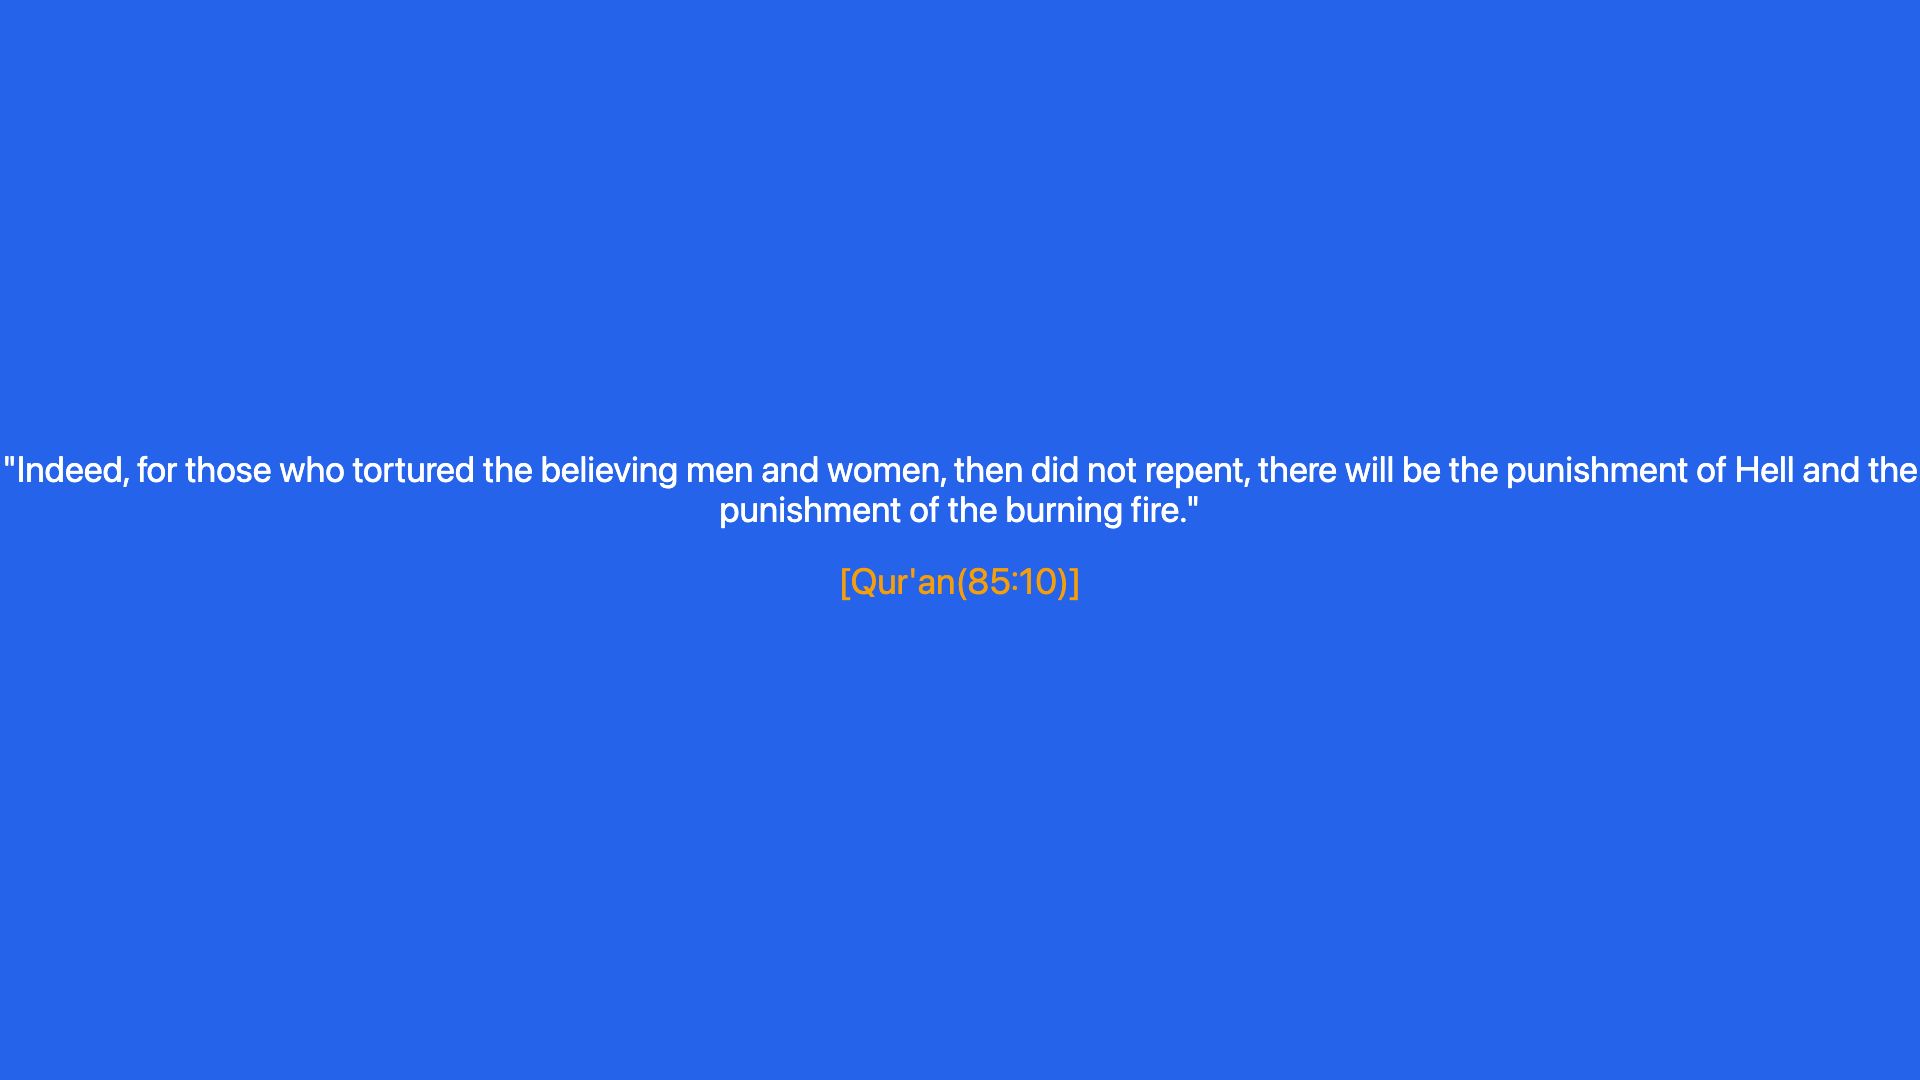 "Indeed, for those who tortured the believing men and women, then did not repent, there will be the punishment of Hell and the
punishment of the burning fire."
[Qur'an(85:10)]